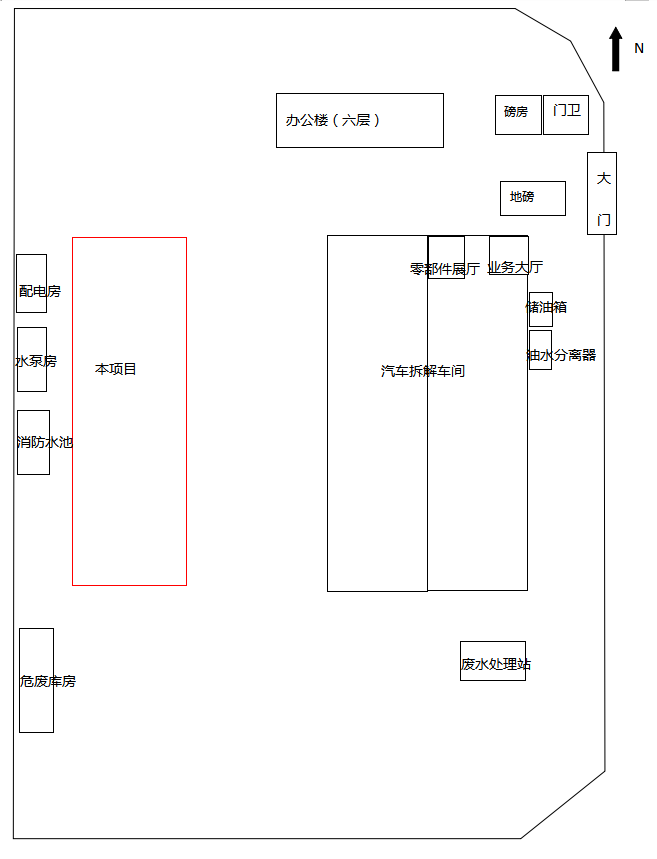 N
磅房
门卫
办公楼（六层）
大
门
地磅
零部件展厅
业务大厅
配电房
储油箱
油水分离器
水泵房
本项目
汽车拆解车间
消防水池
废水处理站
危废库房